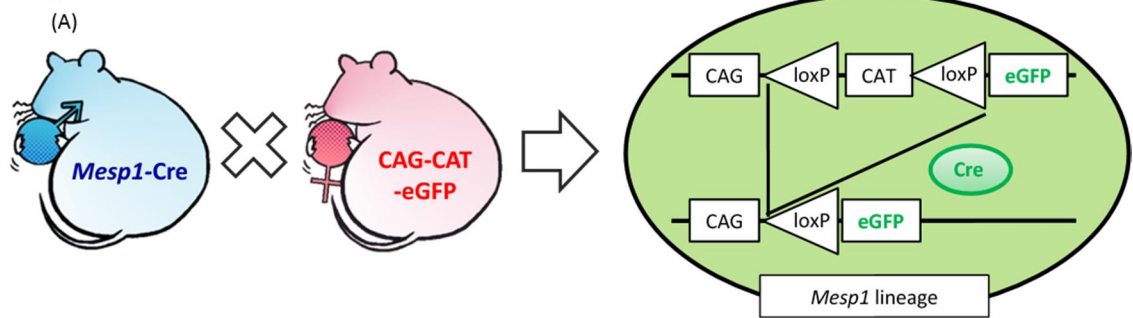 (A)
Mesp1-Cre
CAG-CAT
-eGFP
CAG loxP CAT loxP eGFP
Cre
CAG loxP eGFP
Mesp1 lineage